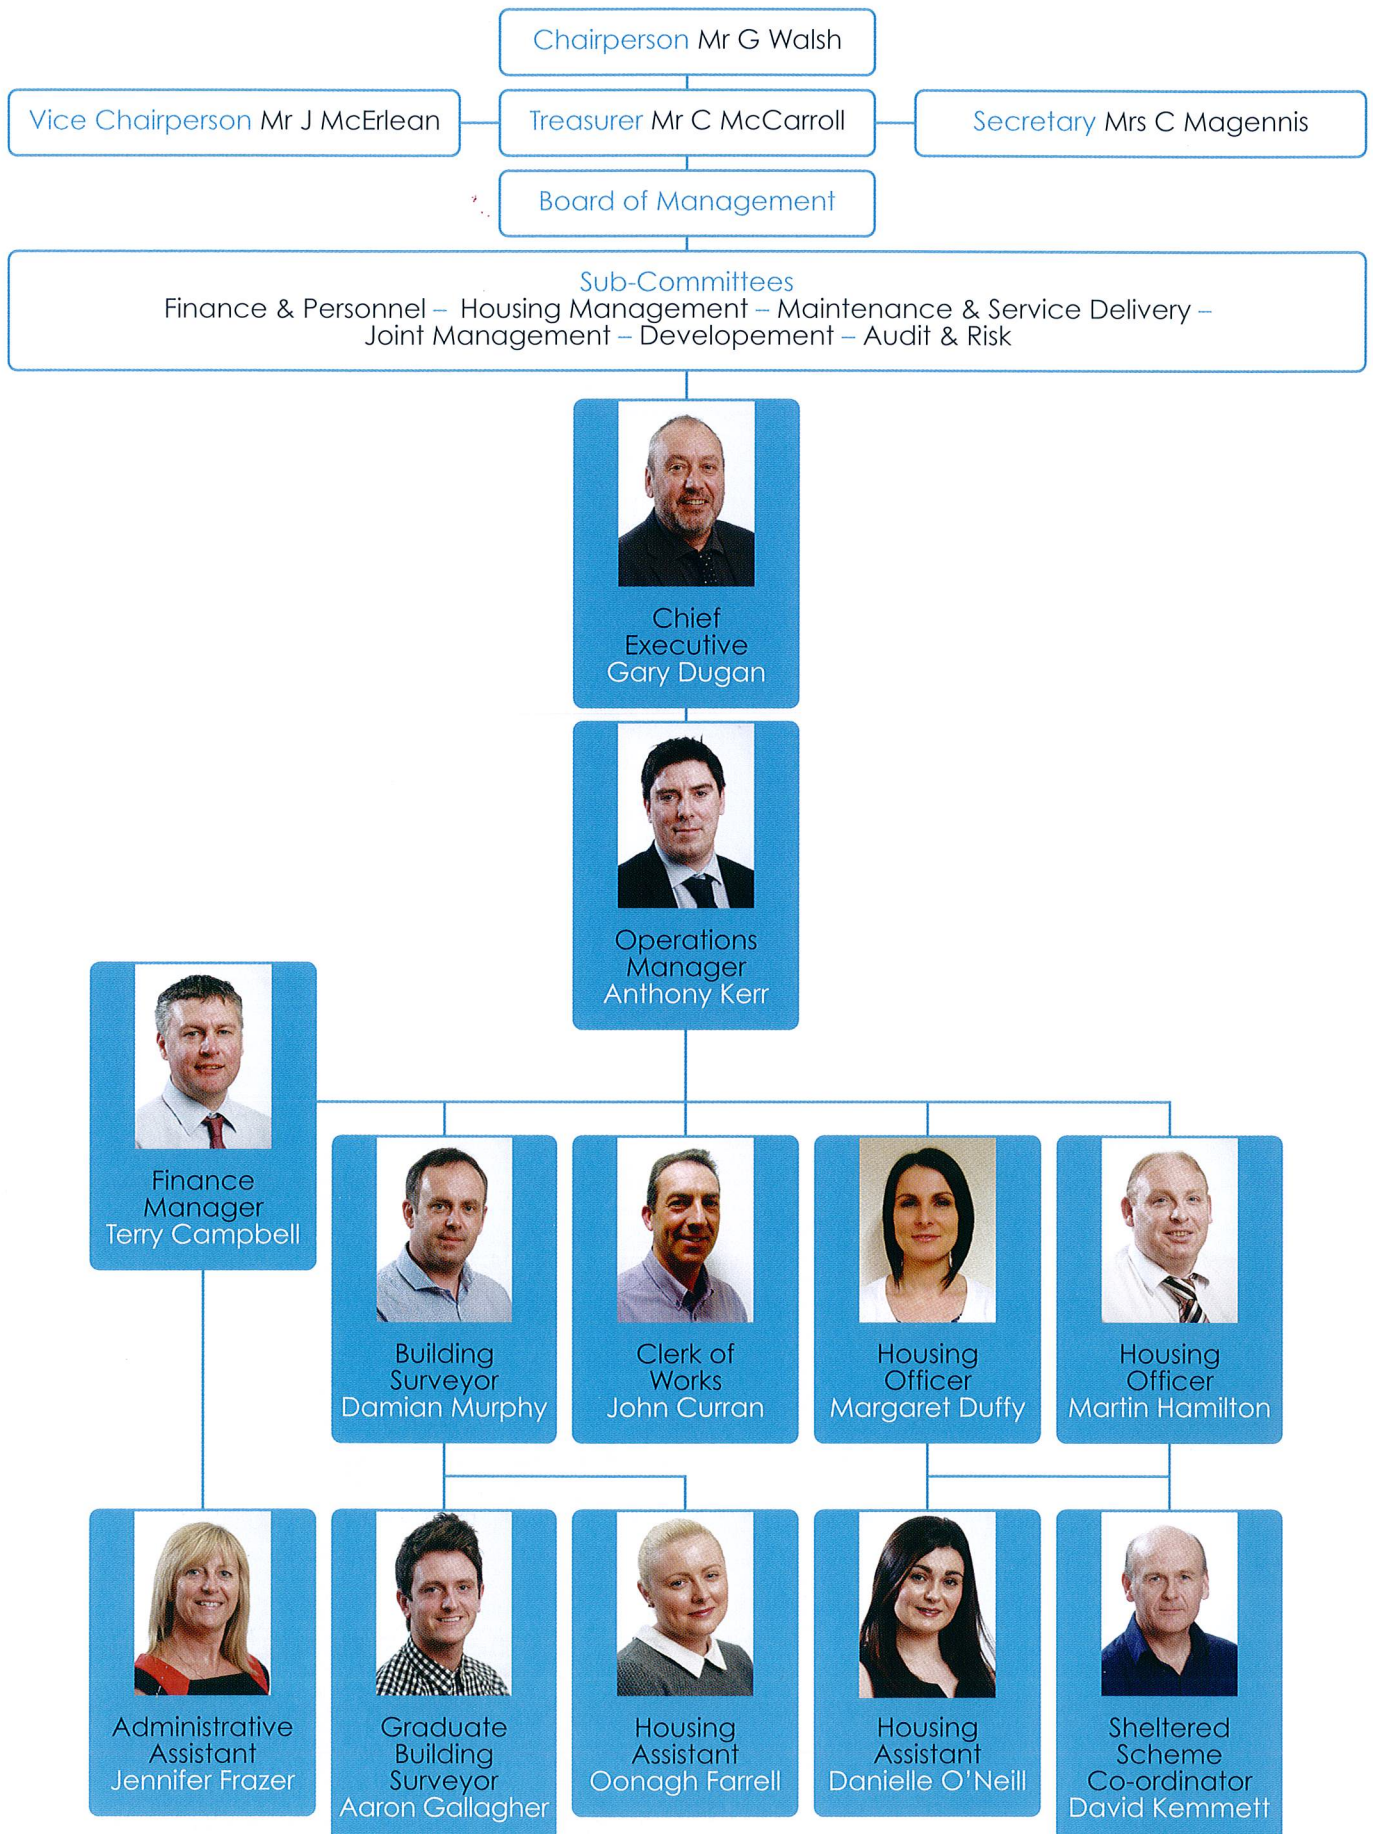 Chairperson Mr G Walsh
Vice Chairperson Mr J McErlean
Treasurer Mr C McCarroll
Secretary Mrs C Magennis
Board of Management
Sub-Committees
Finance & Personnel – Housing Management – Maintenance & Service Delivery –
Joint Management – Developement – Audit & Risk
Chief
Executive
Gary Dugan
Operations
Manager
Anthony Kerr
Finance
Manager
Terry Campbell
Building
Surveyor
Damian Murphy
Clerk of
Works
John Curran
Housing
Officer
Margaret Duffy
Housing
Officer
Martin Hamilton
Administrative
Assistant
Jennifer Frazer
Graduate
Building
Surveyor
Aaron Gallagher
Housing
Assistant
Oonagh Farrell
Housing
Assistant
Danielle O'Neill
Sheltered
Scheme
Co-ordinator
David Kemmett